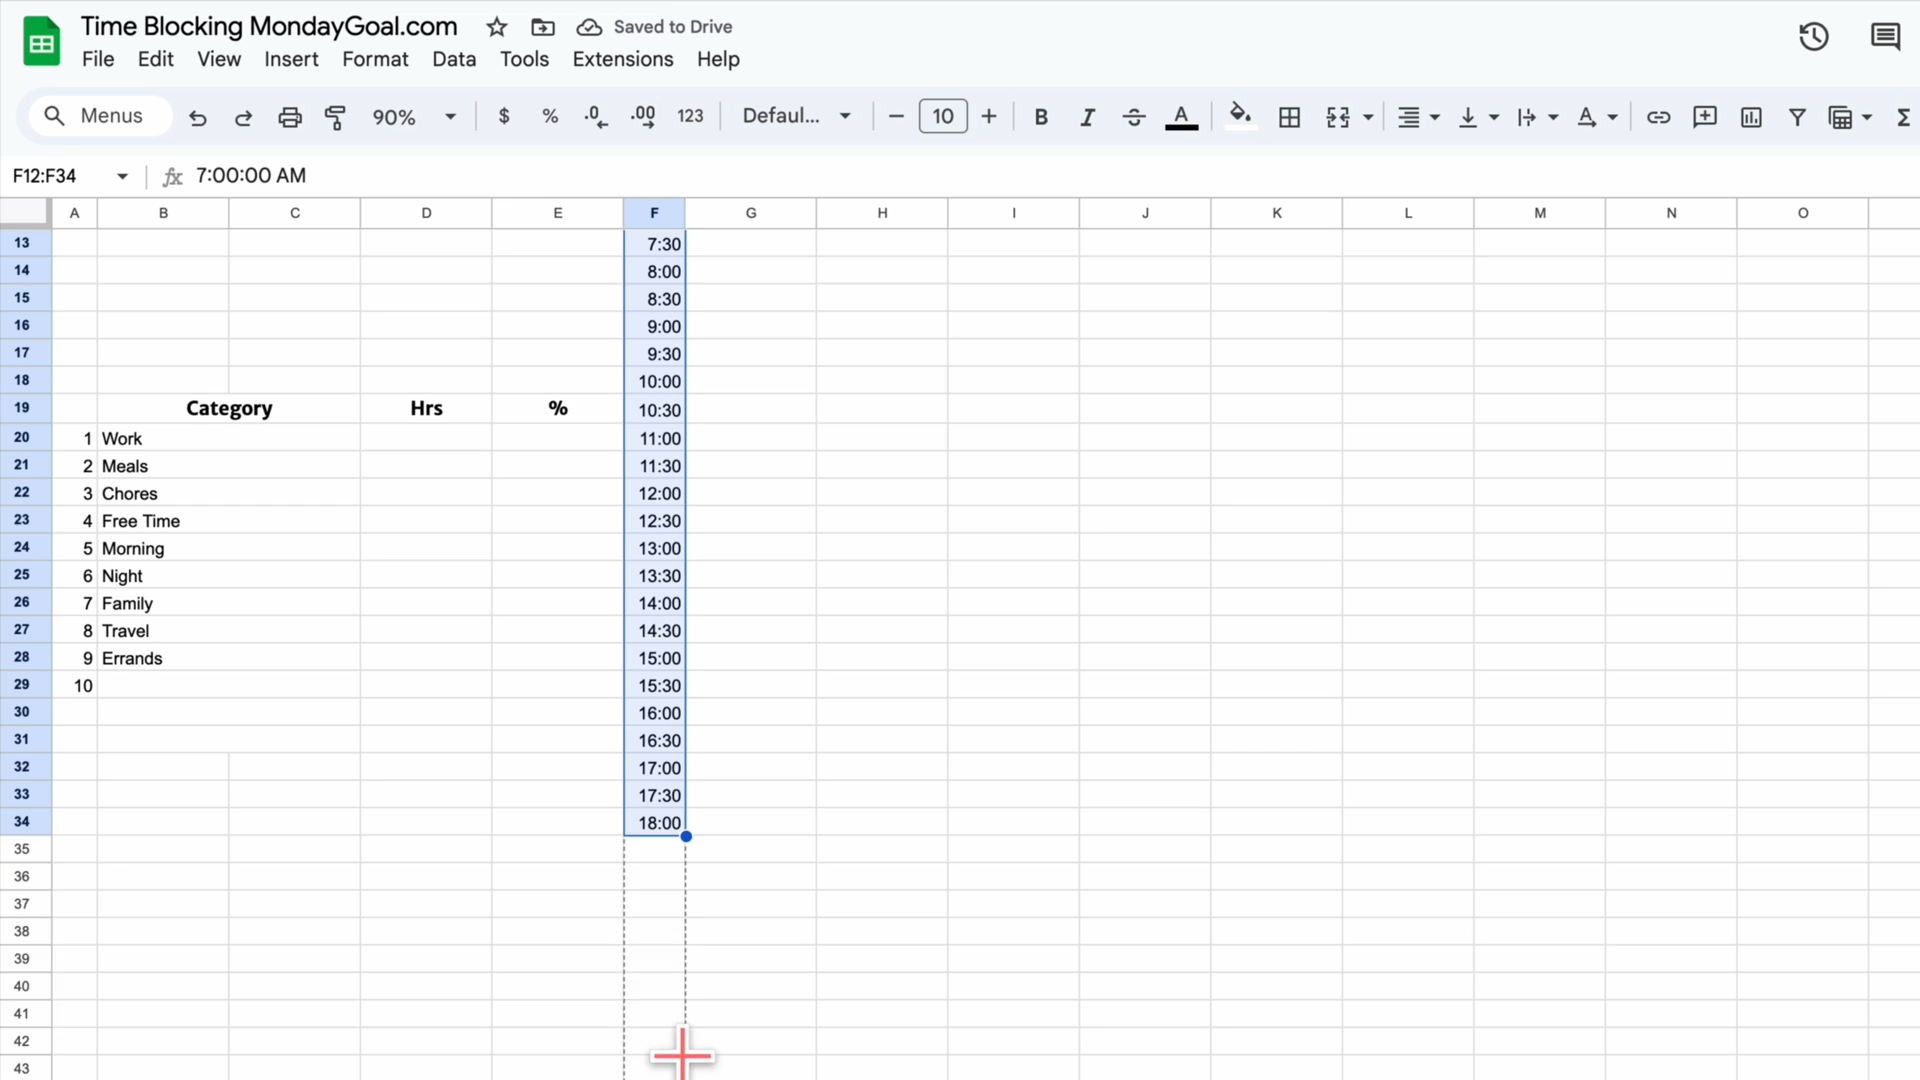 Time Blocking MondayGoal.com Saved to Drive
File Edit View Insert Format Data Tools Extensions Help
Menus 90% $ % .0 .00 123 Defaul... − 10 + B I S A A Σ
F12:F34 fx 7:00:00 AM
A B C D E F G H I J K L M N O
13 7:30
14 8:00
15 8:30
16 9:00
17 9:30
18 10:00
19 Category Hrs % 10:30
20 1 Work 11:00
21 2 Meals 11:30
22 3 Chores 12:00
23 4 Free Time 12:30
24 5 Morning 13:00
25 6 Night 13:30
26 7 Family 14:00
27 8 Travel 14:30
28 9 Errands 15:00
29 10 15:30
30 16:00
31 16:30
32 17:00
33 17:30
34 18:00
35
36
37
38
39
40
41
42
43